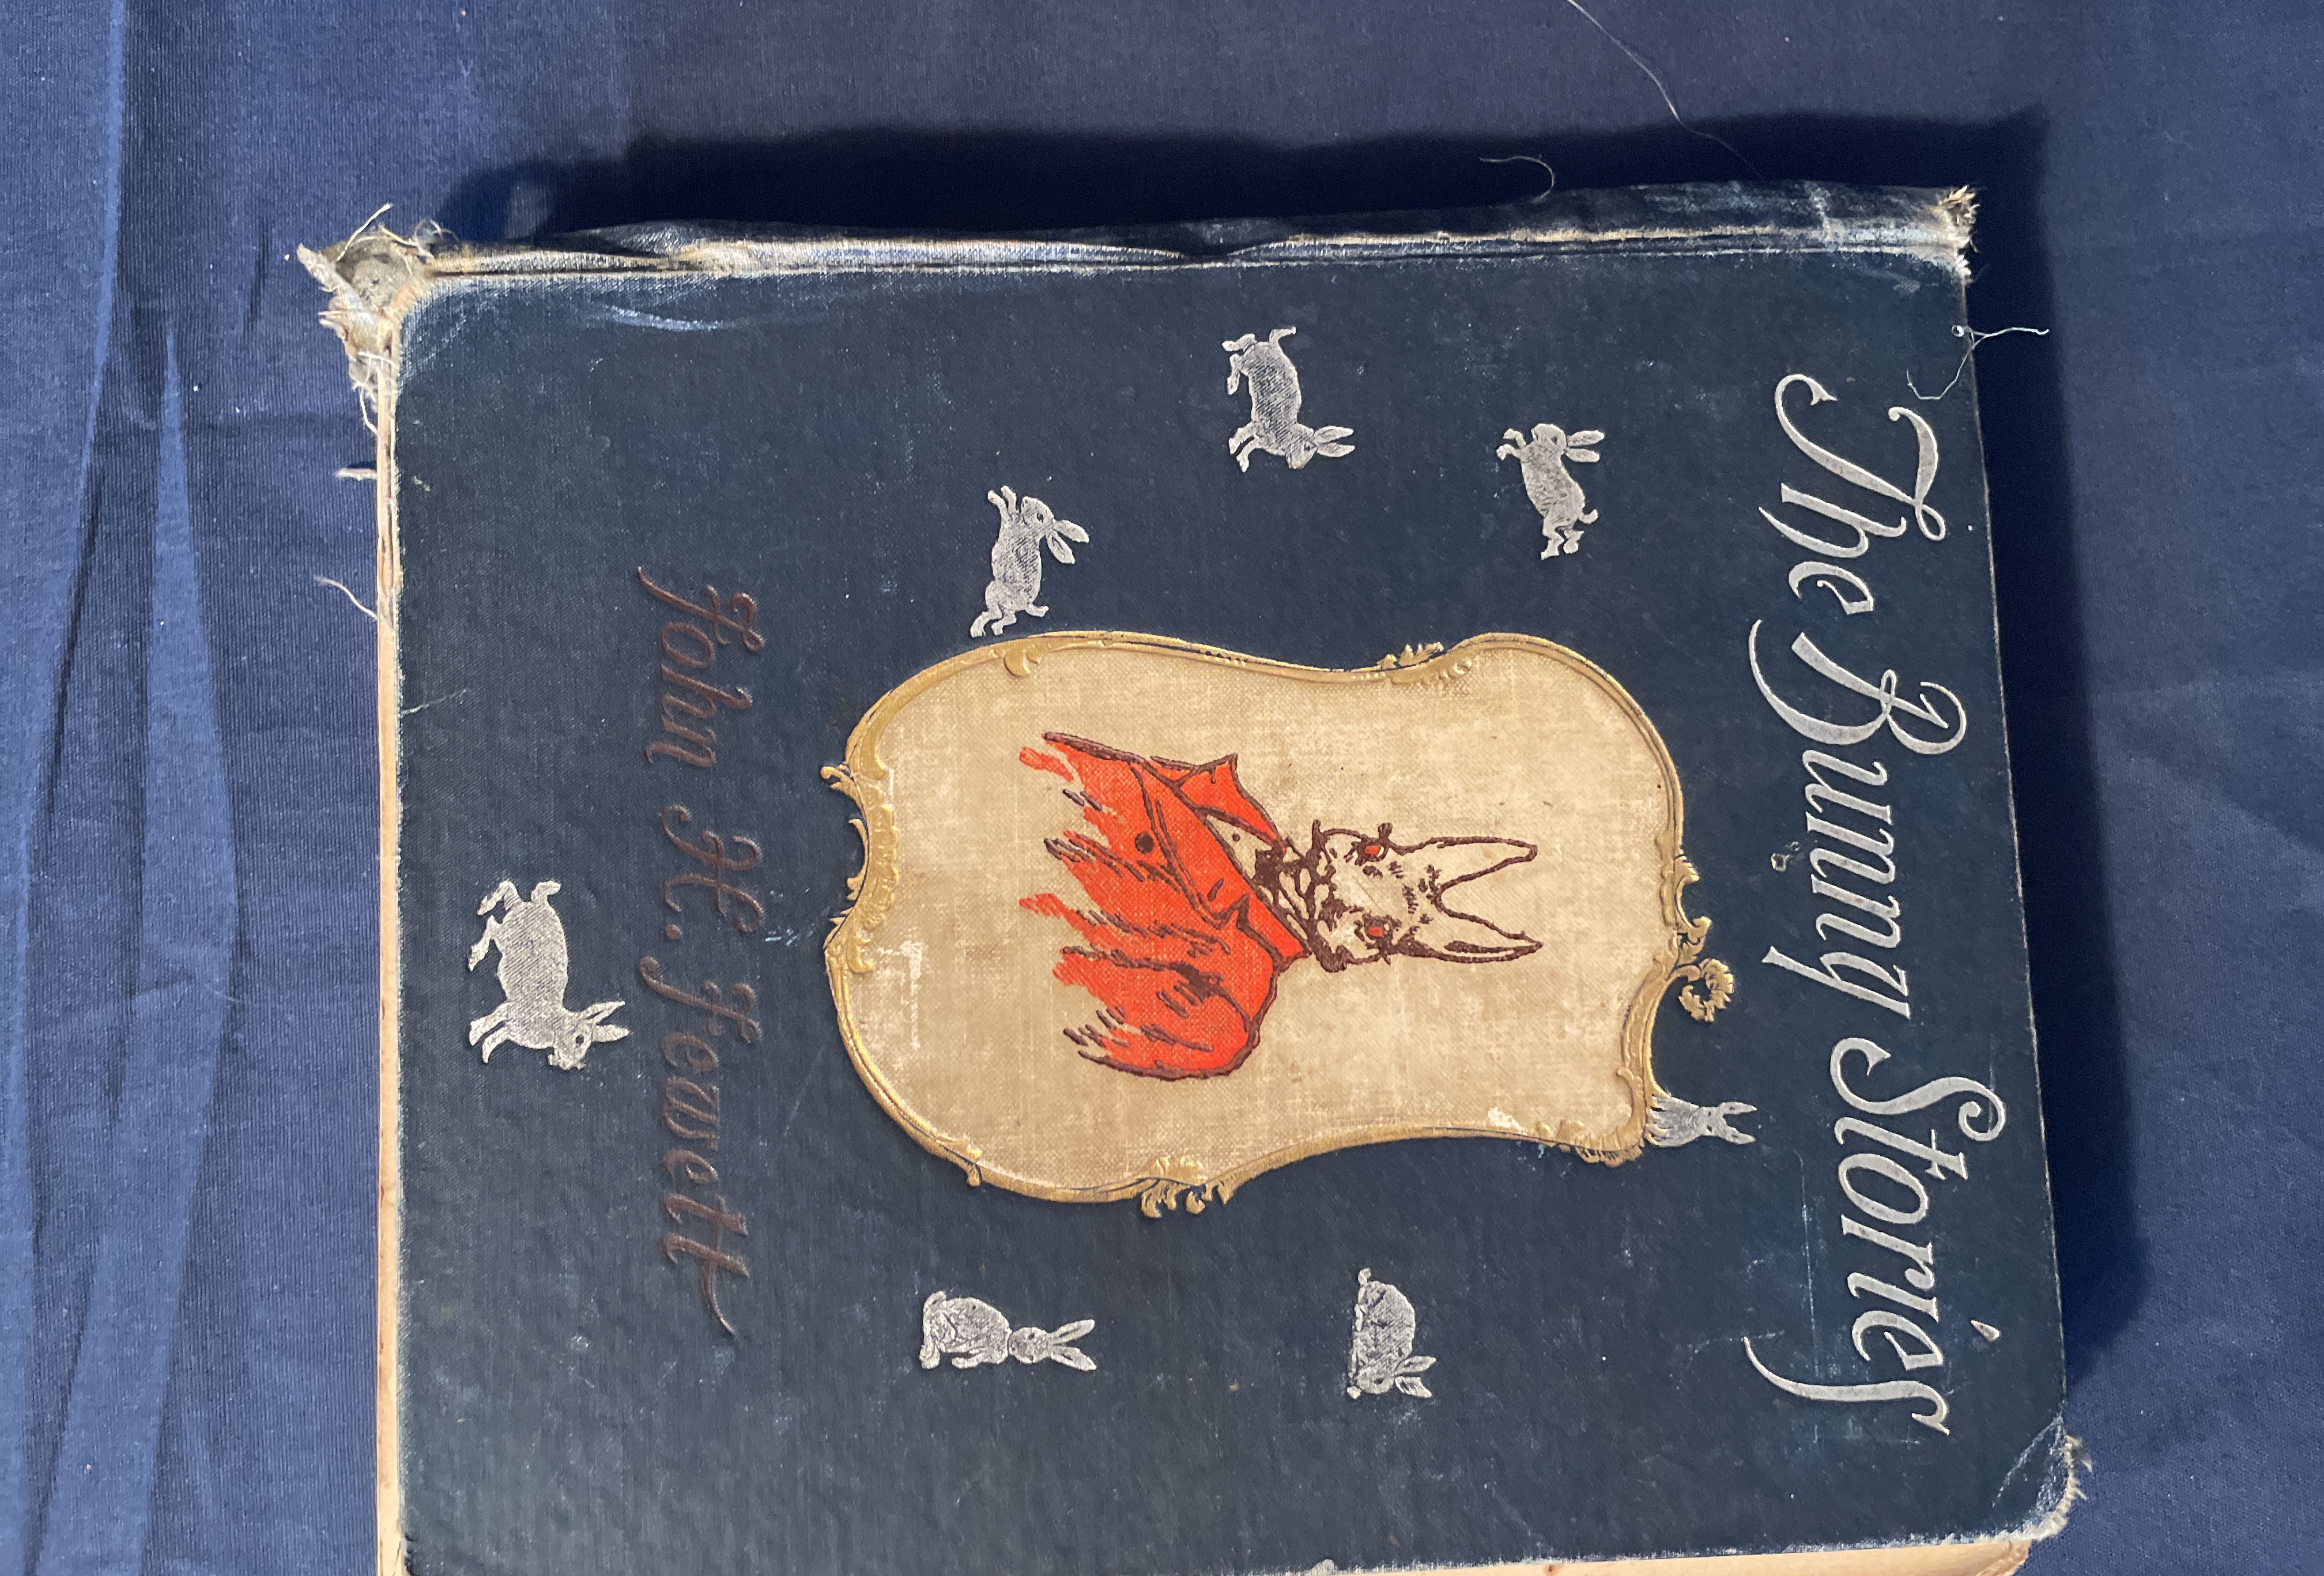 The Bunny Stories
John H. Jewett